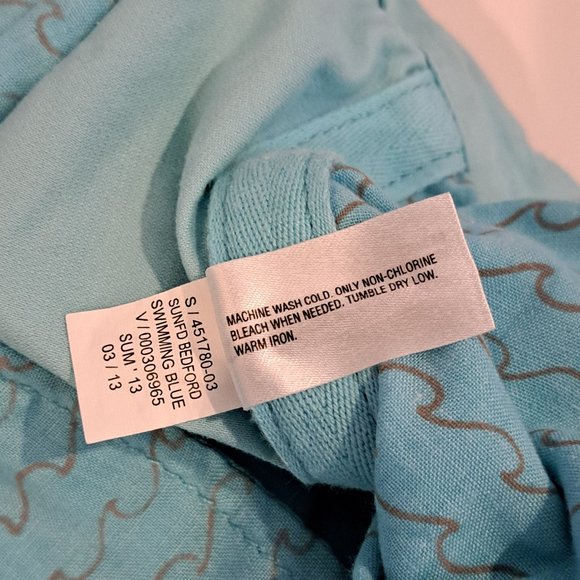 MACHINE WASH COLD. ONLY NON-CHLORINE
BLEACH WHEN NEEDED. TUMBLE DRY LOW.
WARM IRON.
S / 451780-03
SUNFD BEDFORD
SWIMMING BLUE
V / 000306965
SUM ' 13
03 / 13